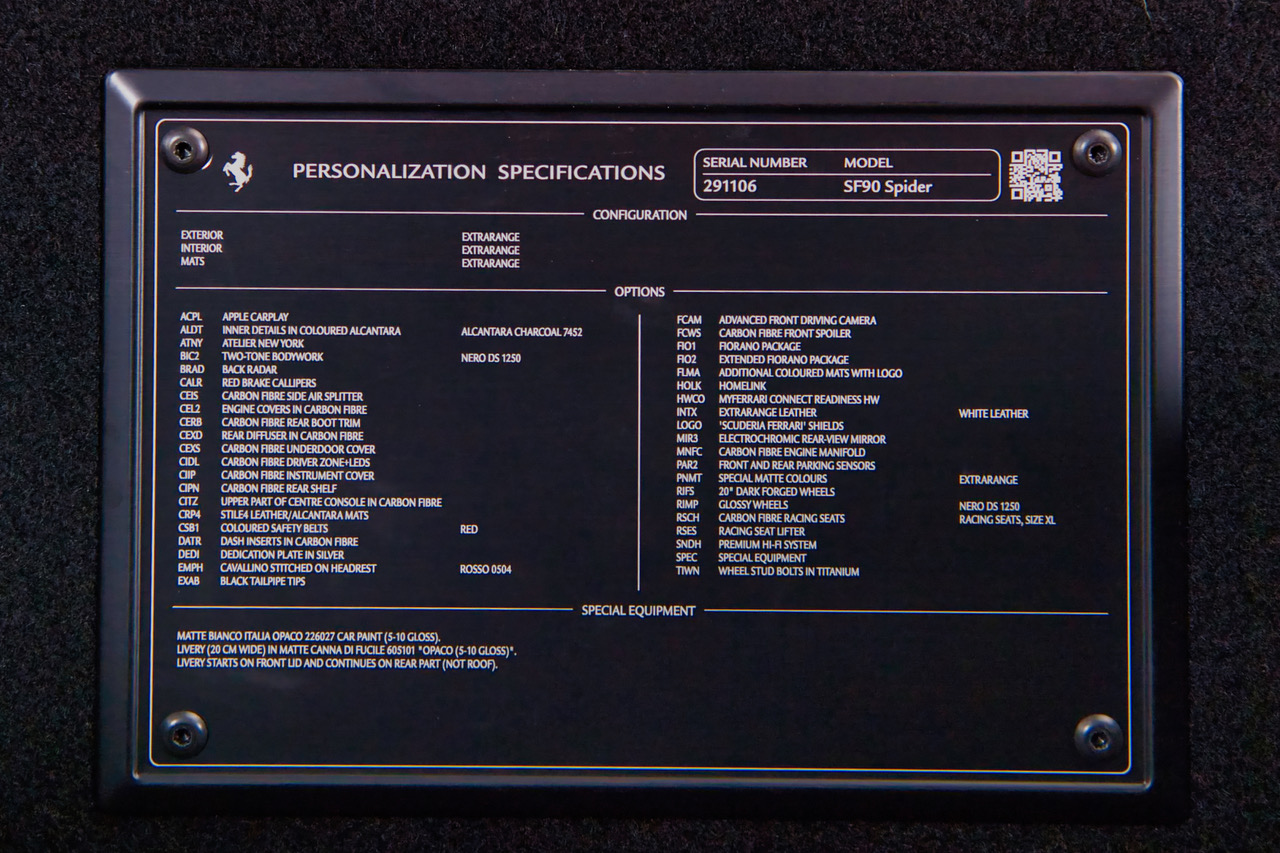 PERSONALIZATION SPECIFICATIONS
SERIAL NUMBER MODEL
291106 SF90 Spider
CONFIGURATION
EXTERIOR EXTRARANGE
INTERIOR EXTRARANGE
MATS EXTRARANGE
OPTIONS
ACPL APPLE CARPLAY
ALDT INNER DETAILS IN COLOURED ALCANTARA ALCANTARA CHARCOAL 7452
ATNY ATELIER NEW YORK
BIC2 TWO-TONE BODYWORK NERO DS 1250
BRAD BACK RADAR
CALR RED BRAKE CALLIPERS
CEIS CARBON FIBRE SIDE AIR SPLITTER
CEL2 ENGINE COVERS IN CARBON FIBRE
CERB CARBON FIBRE REAR BOOT TRIM
CEXD REAR DIFFUSER IN CARBON FIBRE
CEXS CARBON FIBRE UNDERDOOR COVER
CIDL CARBON FIBRE DRIVER ZONE+LEDS
CIIP CARBON FIBRE INSTRUMENT COVER
CIPN CARBON FIBRE REAR SHELF
CITZ UPPER PART OF CENTRE CONSOLE IN CARBON FIBRE
CRP4 STILE4 LEATHER/ALCANTARA MATS
CSB1 COLOURED SAFETY BELTS RED
DATR DASH INSERTS IN CARBON FIBRE
DEDI DEDICATION PLATE IN SILVER
EMPH CAVALLINO STITCHED ON HEADREST ROSSO 0504
EXAB BLACK TAILPIPE TIPS
FCAM ADVANCED FRONT DRIVING CAMERA
FCWS CARBON FIBRE FRONT SPOILER
FIO1 FIORANO PACKAGE
FIO2 EXTENDED FIORANO PACKAGE
FLMA ADDITIONAL COLOURED MATS WITH LOGO
HOLK HOMELINK
HWCO MYFERRARI CONNECT READINESS HW
INTX EXTRARANGE LEATHER WHITE LEATHER
LOGO 'SCUDERIA FERRARI' SHIELDS
MIR3 ELECTROCHROMIC REAR-VIEW MIRROR
MNFC CARBON FIBRE ENGINE MANIFOLD
PAR2 FRONT AND REAR PARKING SENSORS
PNMT SPECIAL MATTE COLOURS EXTRARANGE
RIFS 20" DARK FORGED WHEELS
RIMP GLOSSY WHEELS NERO DS 1250
RSCH CARBON FIBRE RACING SEATS RACING SEATS, SIZE XL
RSES RACING SEAT LIFTER
SNDH PREMIUM HI-FI SYSTEM
SPEC SPECIAL EQUIPMENT
TIWN WHEEL STUD BOLTS IN TITANIUM
SPECIAL EQUIPMENT
MATTE BIANCO ITALIA OPACO 226027 CAR PAINT (5-10 GLOSS).
LIVERY (20 CM WIDE) IN MATTE CANNA DI FUCILE 605101 "OPACO (5-10 GLOSS)".
LIVERY STARTS ON FRONT LID AND CONTINUES ON REAR PART (NOT ROOF).